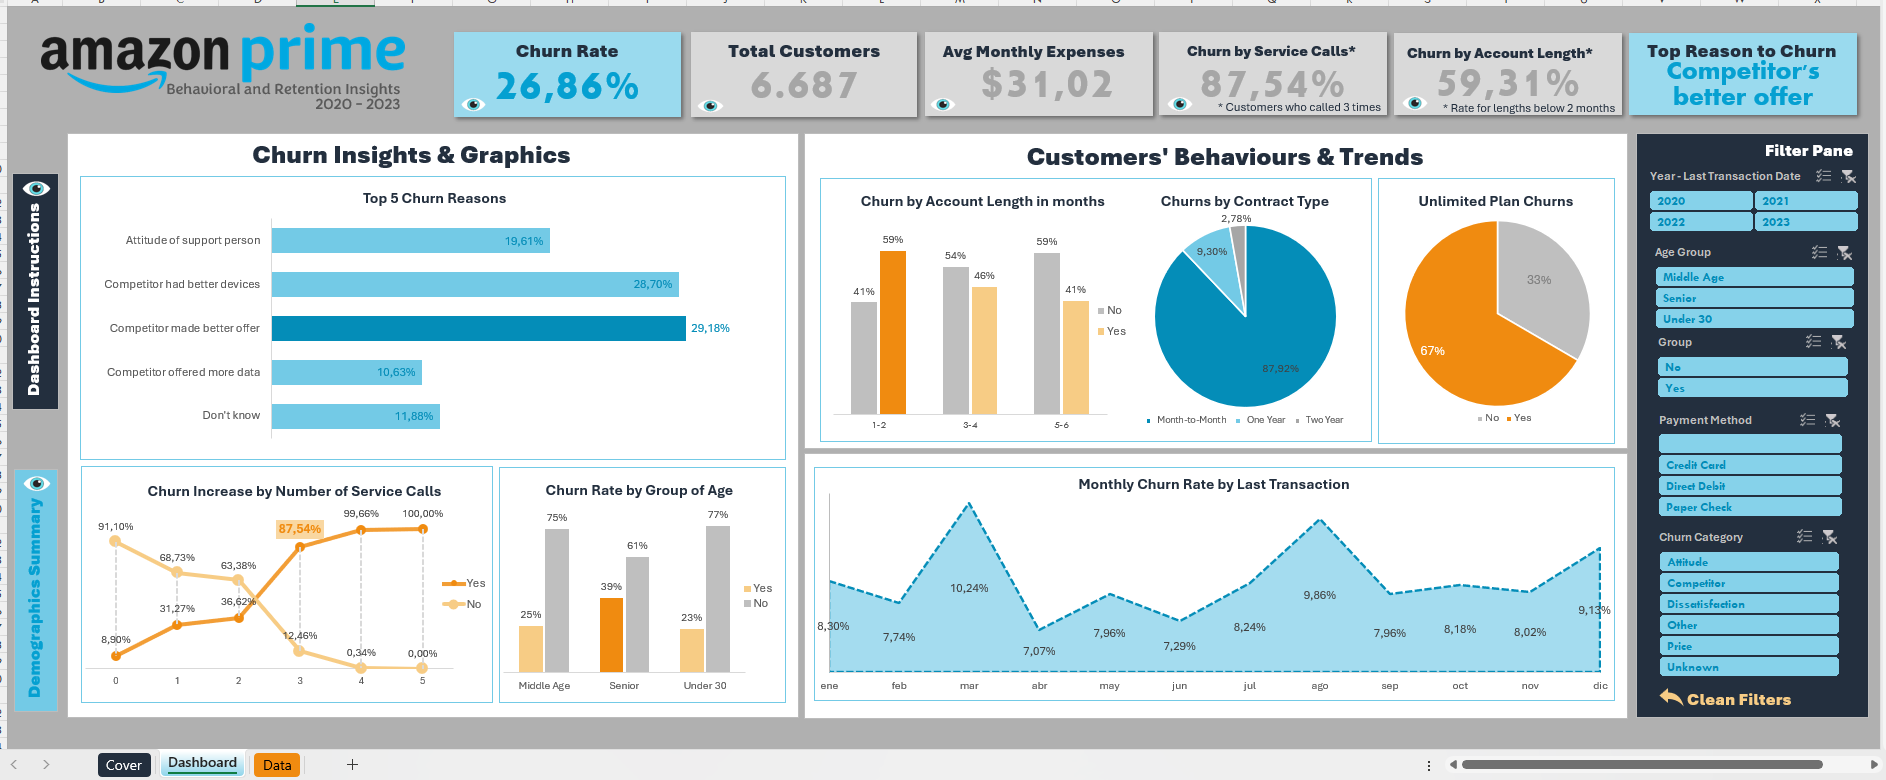 amazon prime
Behavioral and Retention Insights
2020 - 2023
Churn Rate
26,86%
Total Customers
6.687
Avg Monthly Expenses
$31,02
Churn by Service Calls*
87,54%
* Customers who called 3 times
Churn by Account Length*
59,31%
* Rate for lengths below 2 months
Top Reason to Churn
Competitor's
better offer
Dashboard Instructions
Demographics Summary
Churn Insights & Graphics
Top 5 Churn Reasons
Attitude of support person
19,61%
Competitor had better devices
28,70%
Competitor made better offer
29,18%
Competitor offered more data
10,63%
Don't know
11,88%
Churn Increase by Number of Service Calls
91,10%
68,73%
63,38%
87,54%
99,66%
100,00%
8,90%
31,27%
36,62%
12,46%
0,34%
0,00%
Yes
No
0 1 2 3 4 5
Churn Rate by Group of Age
25% 75%
39% 61%
23% 77%
Yes
No
Middle Age Senior Under 30
Customers' Behaviours & Trends
Churn by Account Length in months
41% 59%
54% 46%
59% 41%
No
Yes
1-2 3-4 5-6
Churns by Contract Type
2,78%
9,30%
87,92%
Month-to-Month One Year Two Year
Unlimited Plan Churns
33%
67%
No Yes
Monthly Churn Rate by Last Transaction
8,30% 7,74% 10,24% 7,07% 7,96% 7,29% 8,24% 9,86% 7,96% 8,18% 8,02% 9,13%
ene feb mar abr may jun jul ago sep oct nov dic
Filter Pane
Year - Last Transaction Date
2020 2021
2022 2023
Age Group
Middle Age
Senior
Under 30
Group
No
Yes
Payment Method
Credit Card
Direct Debit
Paper Check
Churn Category
Attitude
Competitor
Dissatisfaction
Other
Price
Unknown
Clean Filters
Cover Dashboard Data